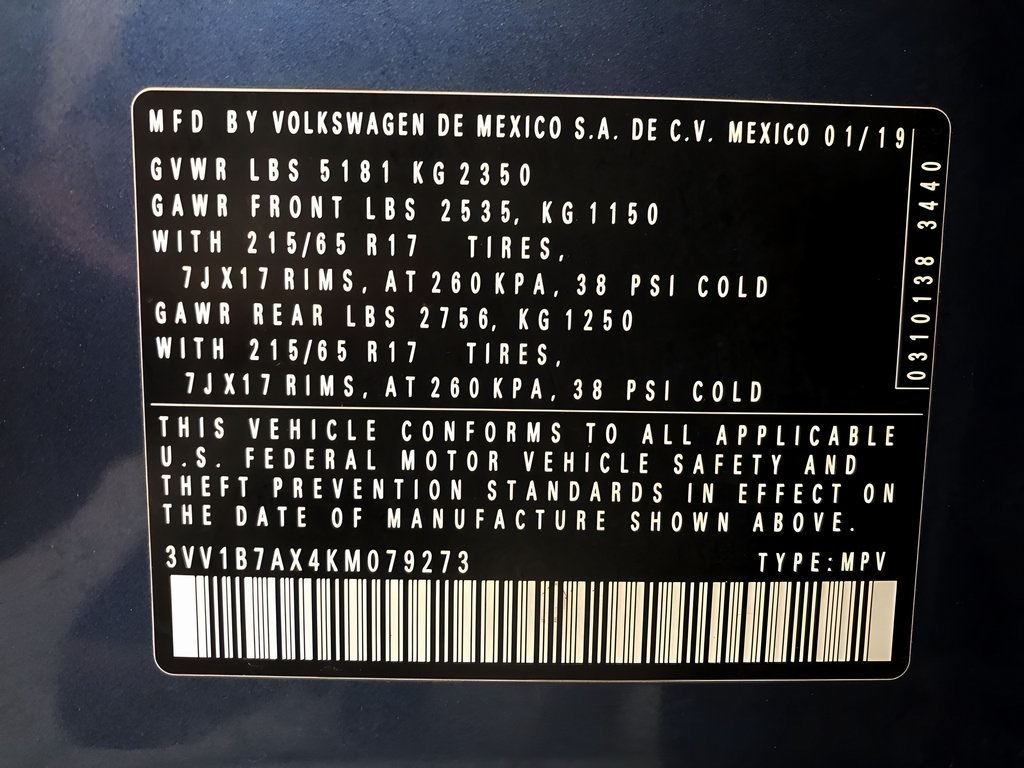 MFD BY VOLKSWAGEN DE MEXICO S.A. DE C.V. MEXICO 01/19
GVWR LBS 5181 KG 2350
GAWR FRONT LBS 2535, KG 1150
WITH 215/65 R17 TIRES,
7JX17 RIMS, AT 260 KPA, 38 PSI COLD
GAWR REAR LBS 2756, KG 1250
WITH 215/65 R17 TIRES,
7JX17 RIMS, AT 260 KPA, 38 PSI COLD
0310138 3440
THIS VEHICLE CONFORMS TO ALL APPLICABLE
U.S. FEDERAL MOTOR VEHICLE SAFETY AND
THEFT PREVENTION STANDARDS IN EFFECT ON
THE DATE OF MANUFACTURE SHOWN ABOVE.
3VV1B7AX4KM079273 TYPE: MPV